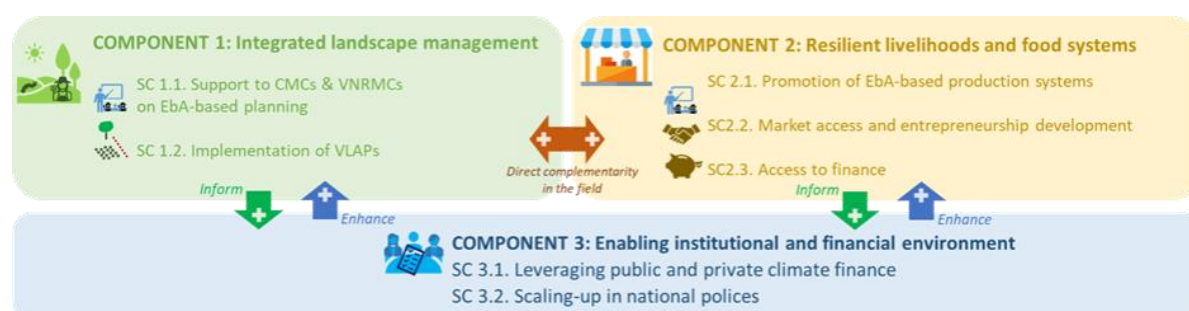 COMPONENT 1: Integrated landscape management
SC 1.1. Support to CMCs & VNRMCs
on EbA-based planning
SC 1.2. Implementation of VLAPs
Direct complementarity
in the field
COMPONENT 2: Resilient livelihoods and food systems
SC 2.1. Promotion of EbA-based production systems
SC2.2. Market access and entrepreneurship development
SC2.3. Access to finance
Inform
Enhance
Inform
Enhance
COMPONENT 3: Enabling institutional and financial environment
SC 3.1. Leveraging public and private climate finance
SC 3.2. Scaling-up in national polices